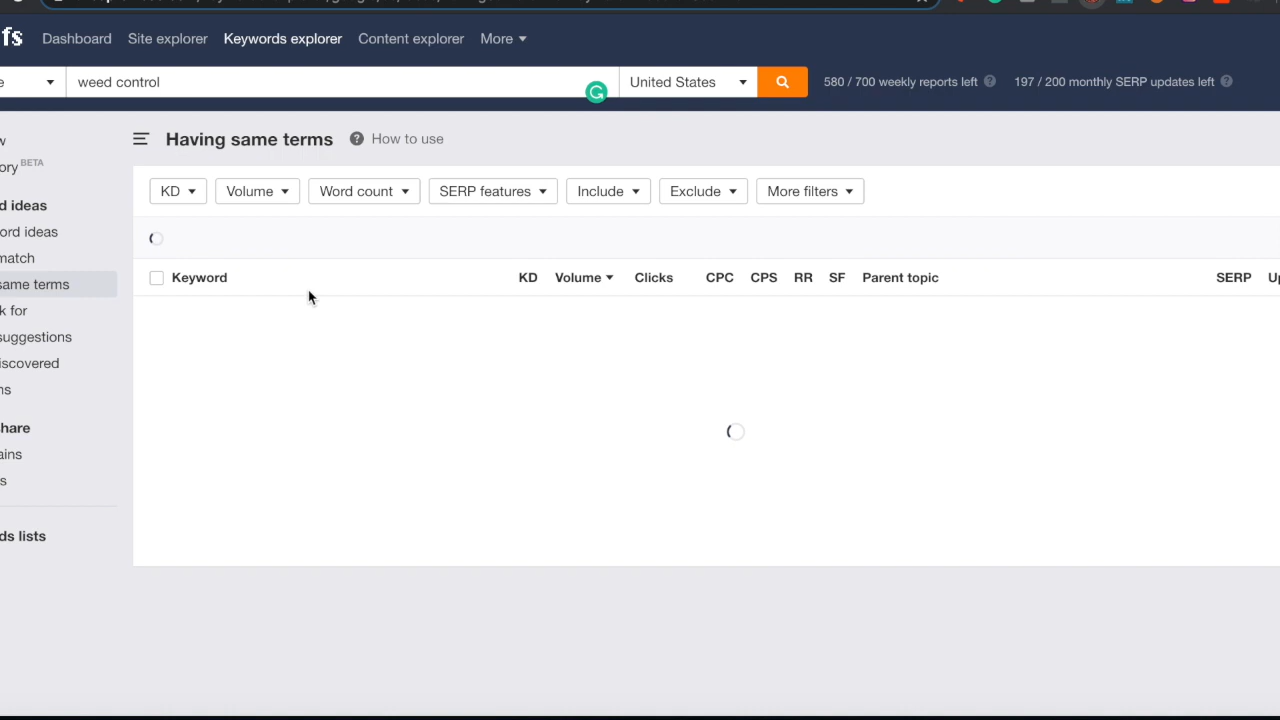 fs Dashboard Site explorer Keywords explorer Content explorer More
e weed control United States 580 / 700 weekly reports left 197 / 200 monthly SERP updates left
w
ory BETA
d ideas
ord ideas
match
same terms
k for
suggestions
iscovered
ns
hare
ains
s
ds lists
Having same terms How to use
KD Volume Word count SERP features Include Exclude More filters
Keyword KD Volume Clicks CPC CPS RR SF Parent topic SERP Up